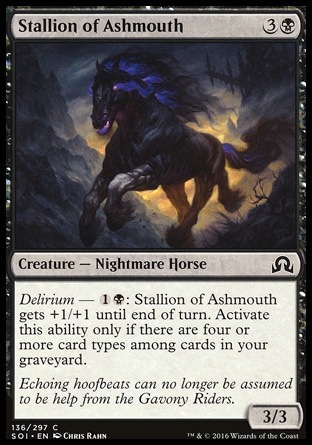 Stallion of Ashmouth 3
Creature — Nightmare Horse
Delirium — 1: Stallion of Ashmouth
gets +1/+1 until end of turn. Activate
this ability only if there are four or
more card types among cards in your
graveyard.
Echoing hoofbeats can no longer be assumed
to be help from the Gavony Riders.
3/3
136/297 C
SOI • EN Chris Rahn
™ & © 2016 Wizards of the Coast